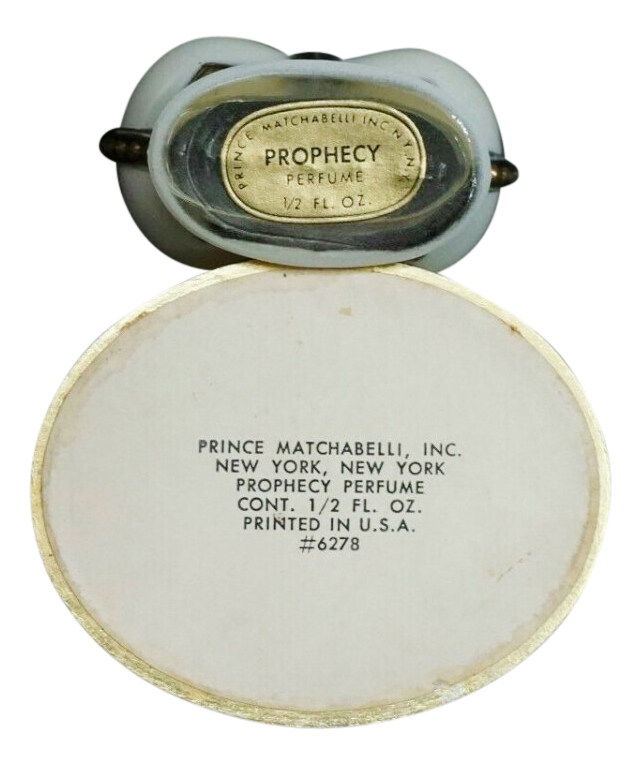 PRINCE MATCHABELLI INC N.Y. N.Y.
PROPHECY
PERFUME
1/2 FL. OZ.
PRINCE MATCHABELLI, INC.
NEW YORK, NEW YORK
PROPHECY PERFUME
CONT. 1/2 FL. OZ.
PRINTED IN U.S.A.
#6278